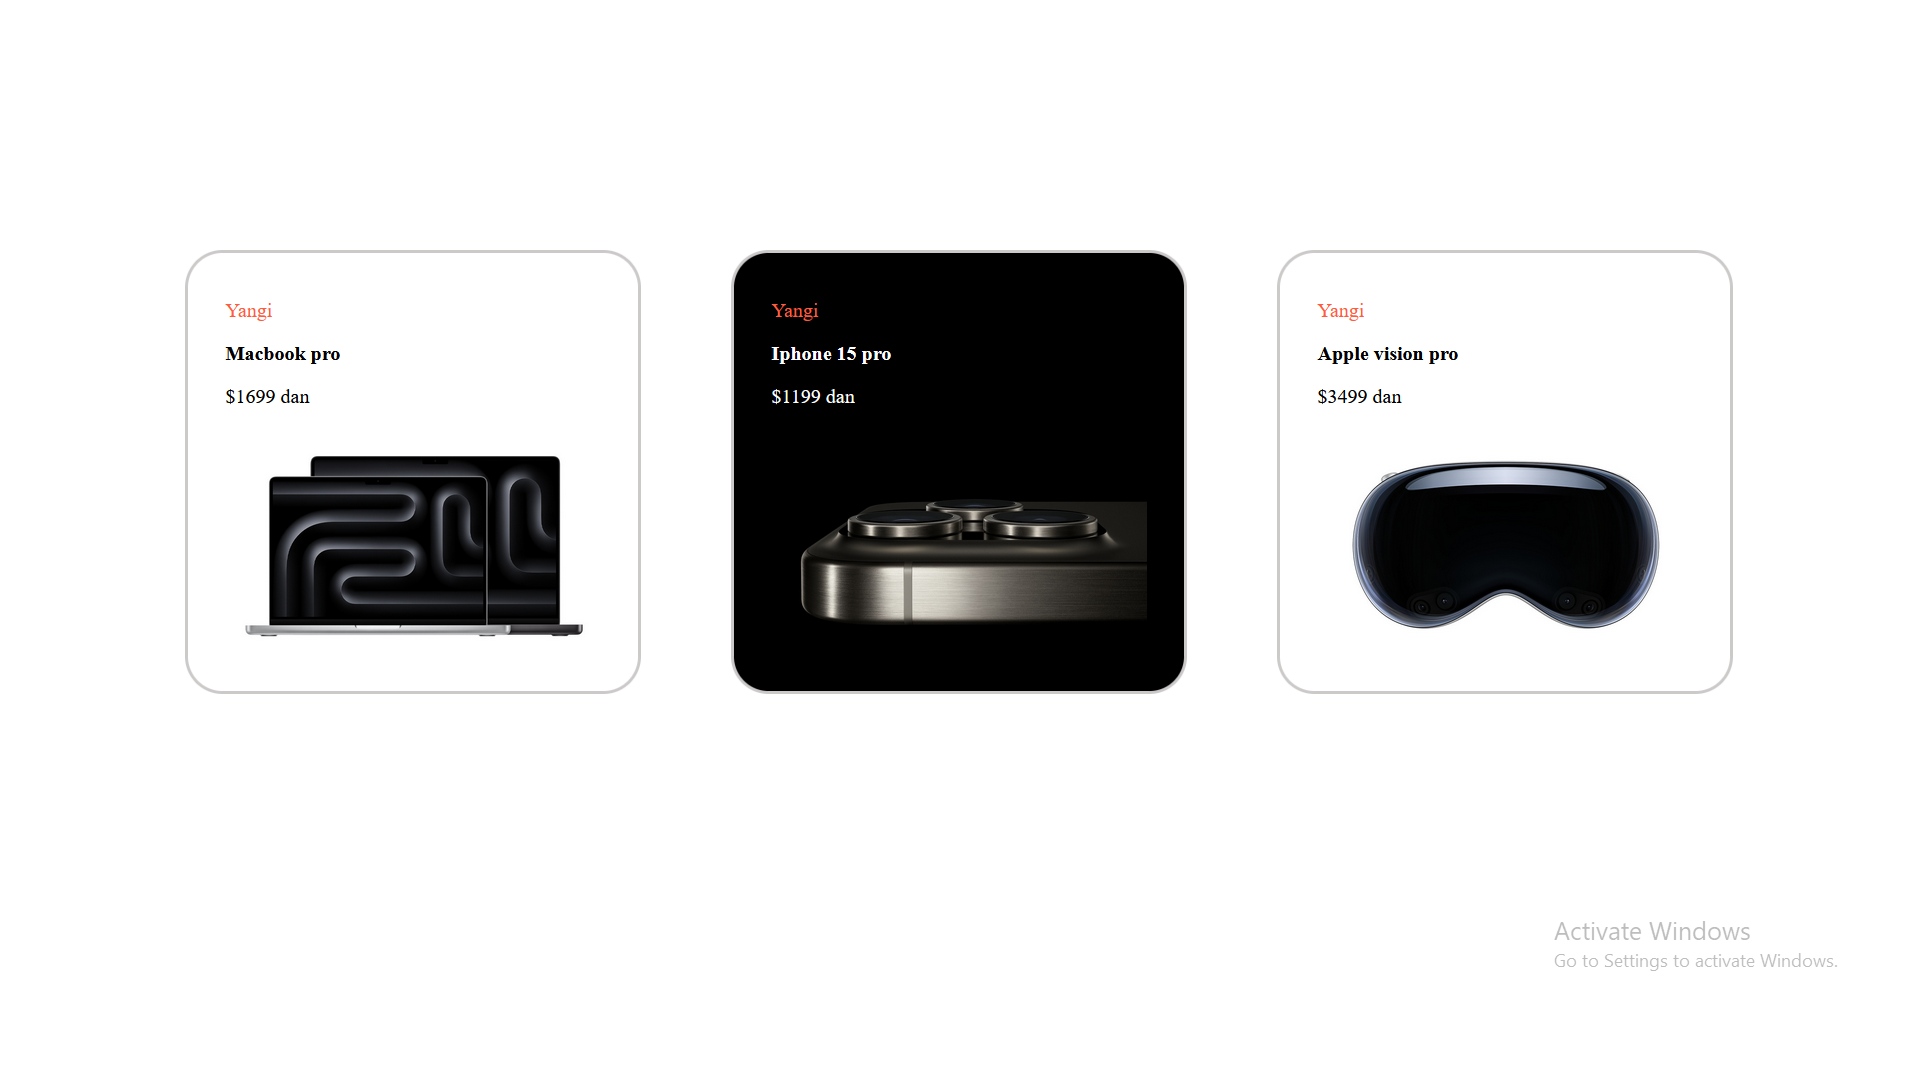 Yangi
Macbook pro
$1699 dan
Yangi
Iphone 15 pro
$1199 dan
Yangi
Apple vision pro
$3499 dan
Activate Windows
Go to Settings to activate Windows.